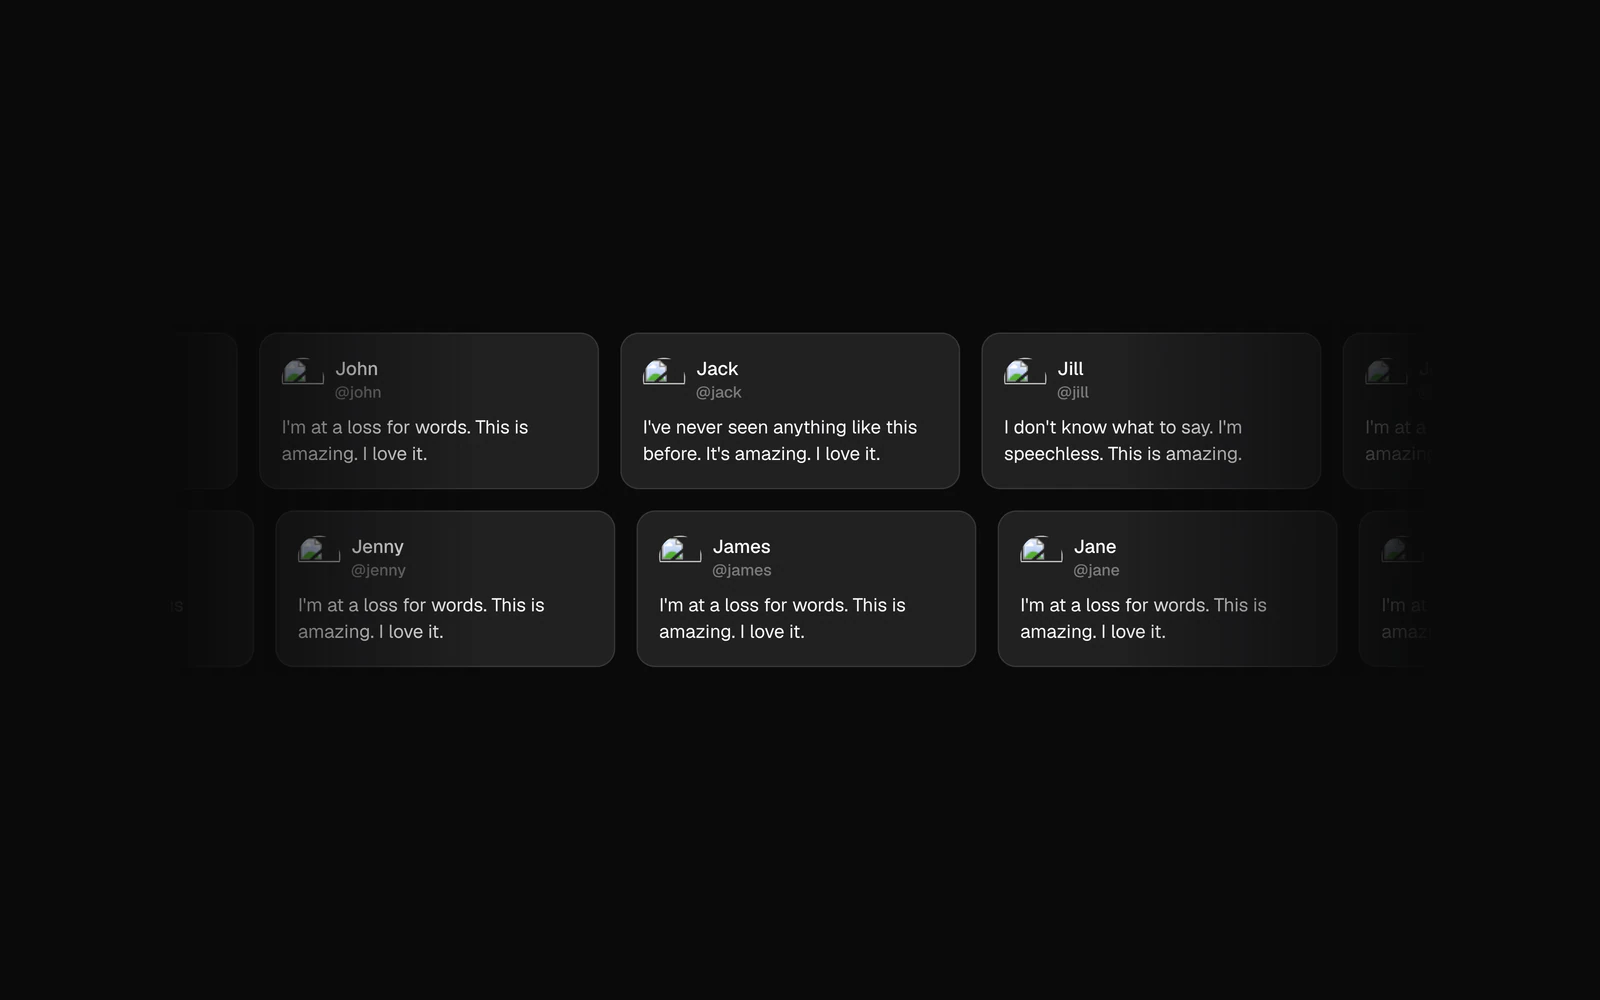 John
@john
I'm at a loss for words. This is
amazing. I love it.
Jack
@jack
I've never seen anything like this
before. It's amazing. I love it.
Jill
@jill
I don't know what to say. I'm
speechless. This is amazing.
I'm at a
Jenny
@jenny
I'm at a loss for words. This is
amazing. I love it.
James
@james
I'm at a loss for words. This is
amazing. I love it.
Jane
@jane
I'm at a loss for words. This is
amazing. I love it.
I'm at